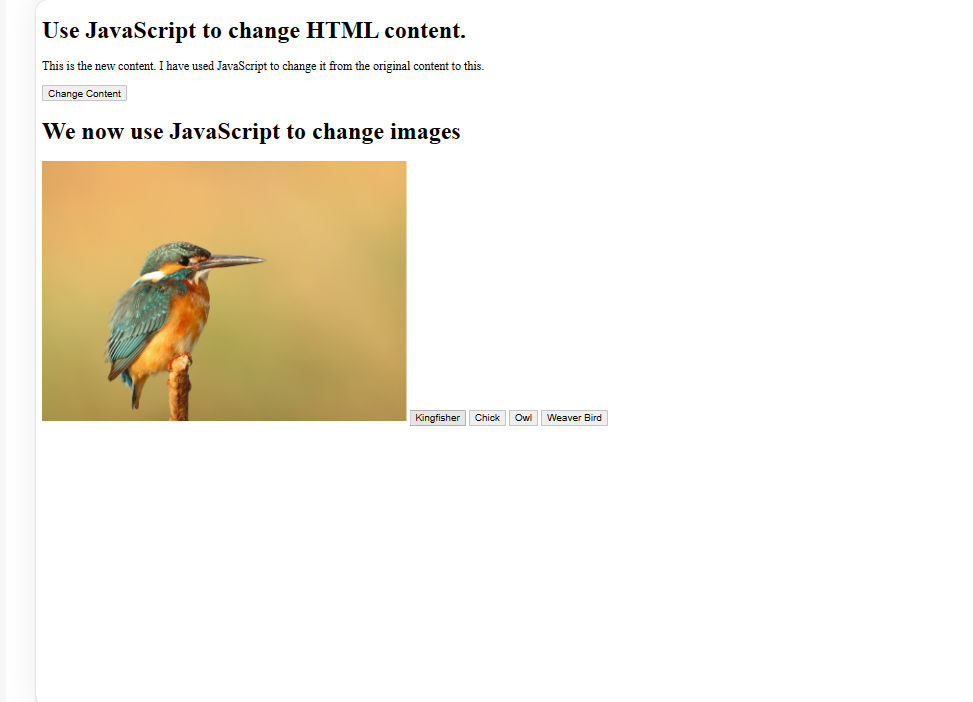 Use JavaScript to change HTML content.
This is the new content. I have used JavaScript to change it from the original content to this.
Change Content
We now use JavaScript to change images
Kingfisher Chick Owl Weaver Bird